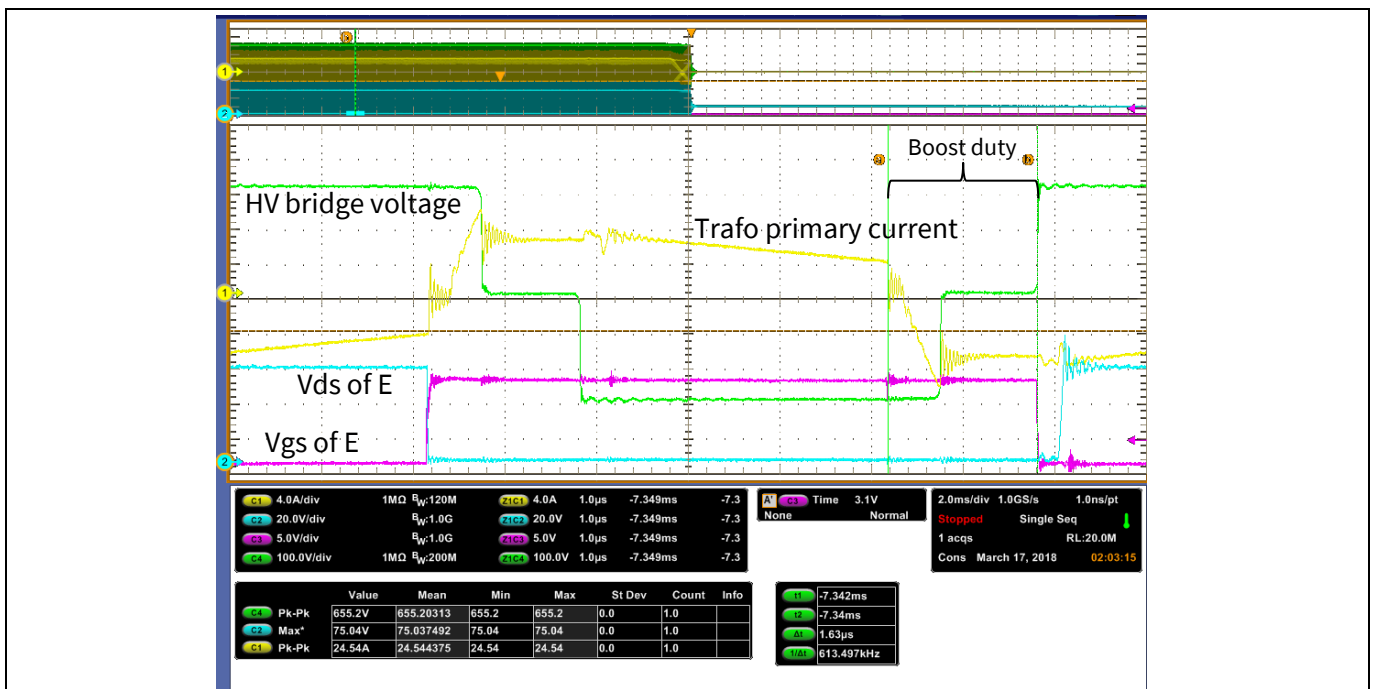 Boost duty
HV bridge voltage
Trafo primary current
1
Vds of E
Vgs of E
2
C1 4.0A/div 1MΩ BW:120M Z1C1 4.0A 1.0µs -7.349ms -7.3
C2 20.0V/div BW:1.0G Z1C2 20.0V 1.0µs -7.349ms -7.3
C3 5.0V/div BW:1.0G Z1C3 5.0V 1.0µs -7.349ms -7.3
C4 100.0V/div 1MΩ BW:200M Z1C4 100.0V 1.0µs -7.349ms -7.3
A' C3 Time 3.1V
None Normal
2.0ms/div 1.0GS/s 1.0ns/pt
Stopped Single Seq
1 acqs RL:20.0M
Cons March 17, 2018 02:03:15
Value Mean Min Max St Dev Count Info
C4 Pk-Pk 655.2V 655.20313 655.2 655.2 0.0 1.0
C2 Max* 75.04V 75.037492 75.04 75.04 0.0 1.0
C1 Pk-Pk 24.54A 24.544375 24.54 24.54 0.0 1.0
t1 -7.342ms
t2 -7.34ms
Δt 1.63µs
1/Δt 613.497kHz